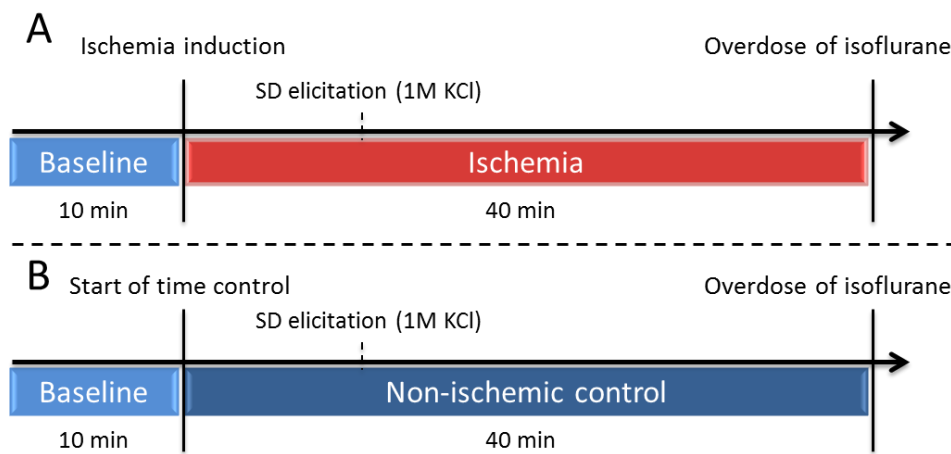 A
Ischemia induction
Overdose of isoflurane
SD elicitation (1M KCl)
Baseline
Ischemia
10 min
40 min
B
Start of time control
Overdose of isoflurane
SD elicitation (1M KCl)
Baseline
Non-ischemic control
10 min
40 min